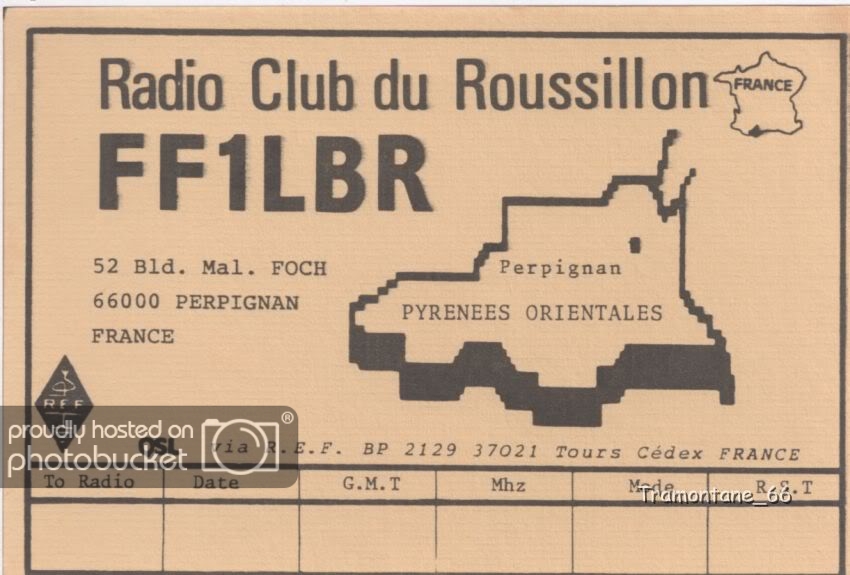 Radio Club du Roussillon
FRANCE
FF1LBR
52 Bld. Mal. FOCH
66000 PERPIGNAN
FRANCE
Perpignan
PYRENEES ORIENTALES
R.E.F
proudly hosted on
photobucket
QSL via R.E.F. BP 2129 37021 Tours Cédex FRANCE
To Radio Date G.M.T Mhz Mode R.S.T
Tramontane_66